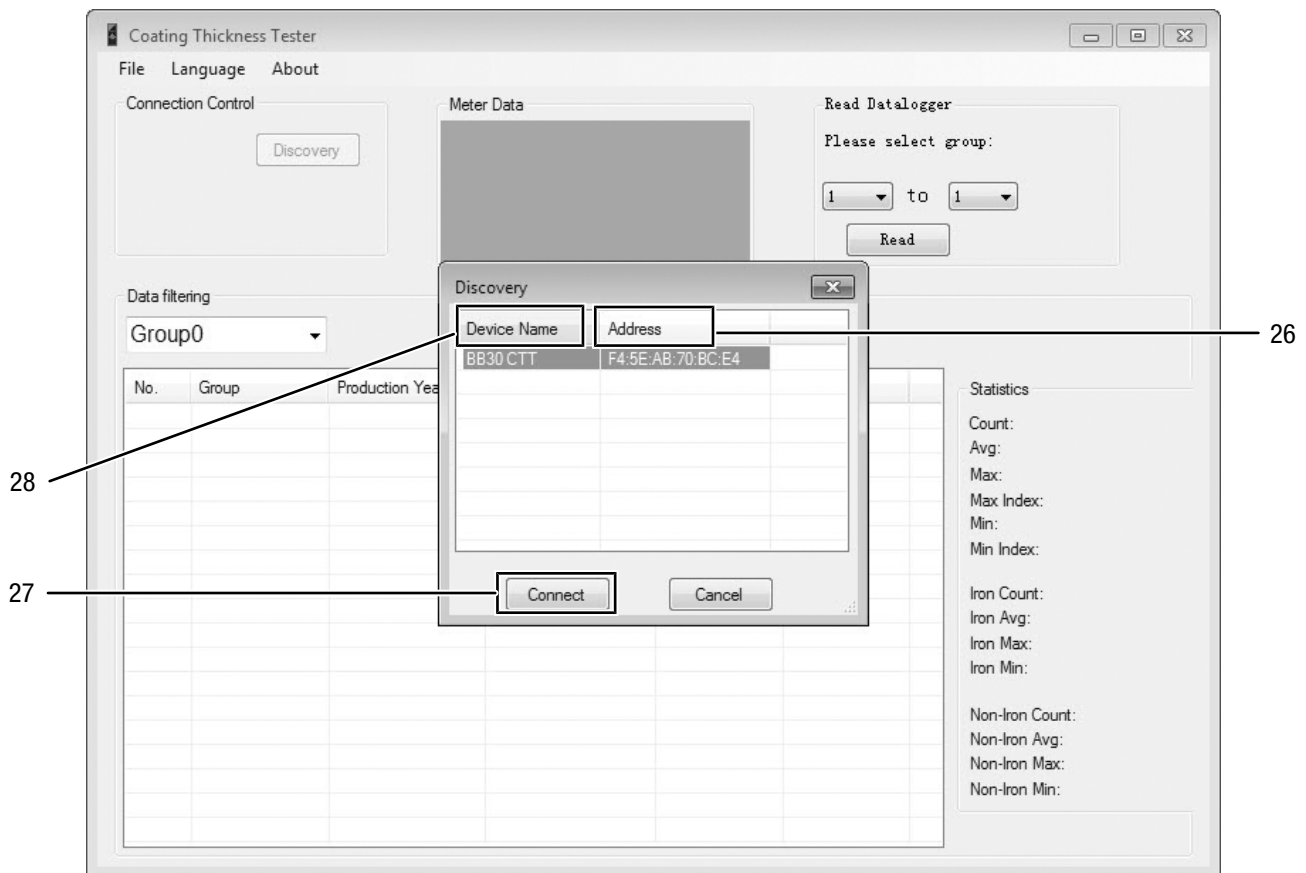 Coating Thickness Tester
File Language About
Connection Control
Discovery
Meter Data
Read Datalogger
Please select group:
1 to 1
Read
Data filtering
Group0
No. Group Production Yea
Discovery
Device Name Address
BB30 CTT F4:5E:AB:70:BC:E4
Connect Cancel
Statistics
Count:
Avg:
Max:
Max Index:
Min:
Min Index:
Iron Count:
Iron Avg:
Iron Max:
Iron Min:
Non-Iron Count:
Non-Iron Avg:
Non-Iron Max:
Non-Iron Min:
26
28
27